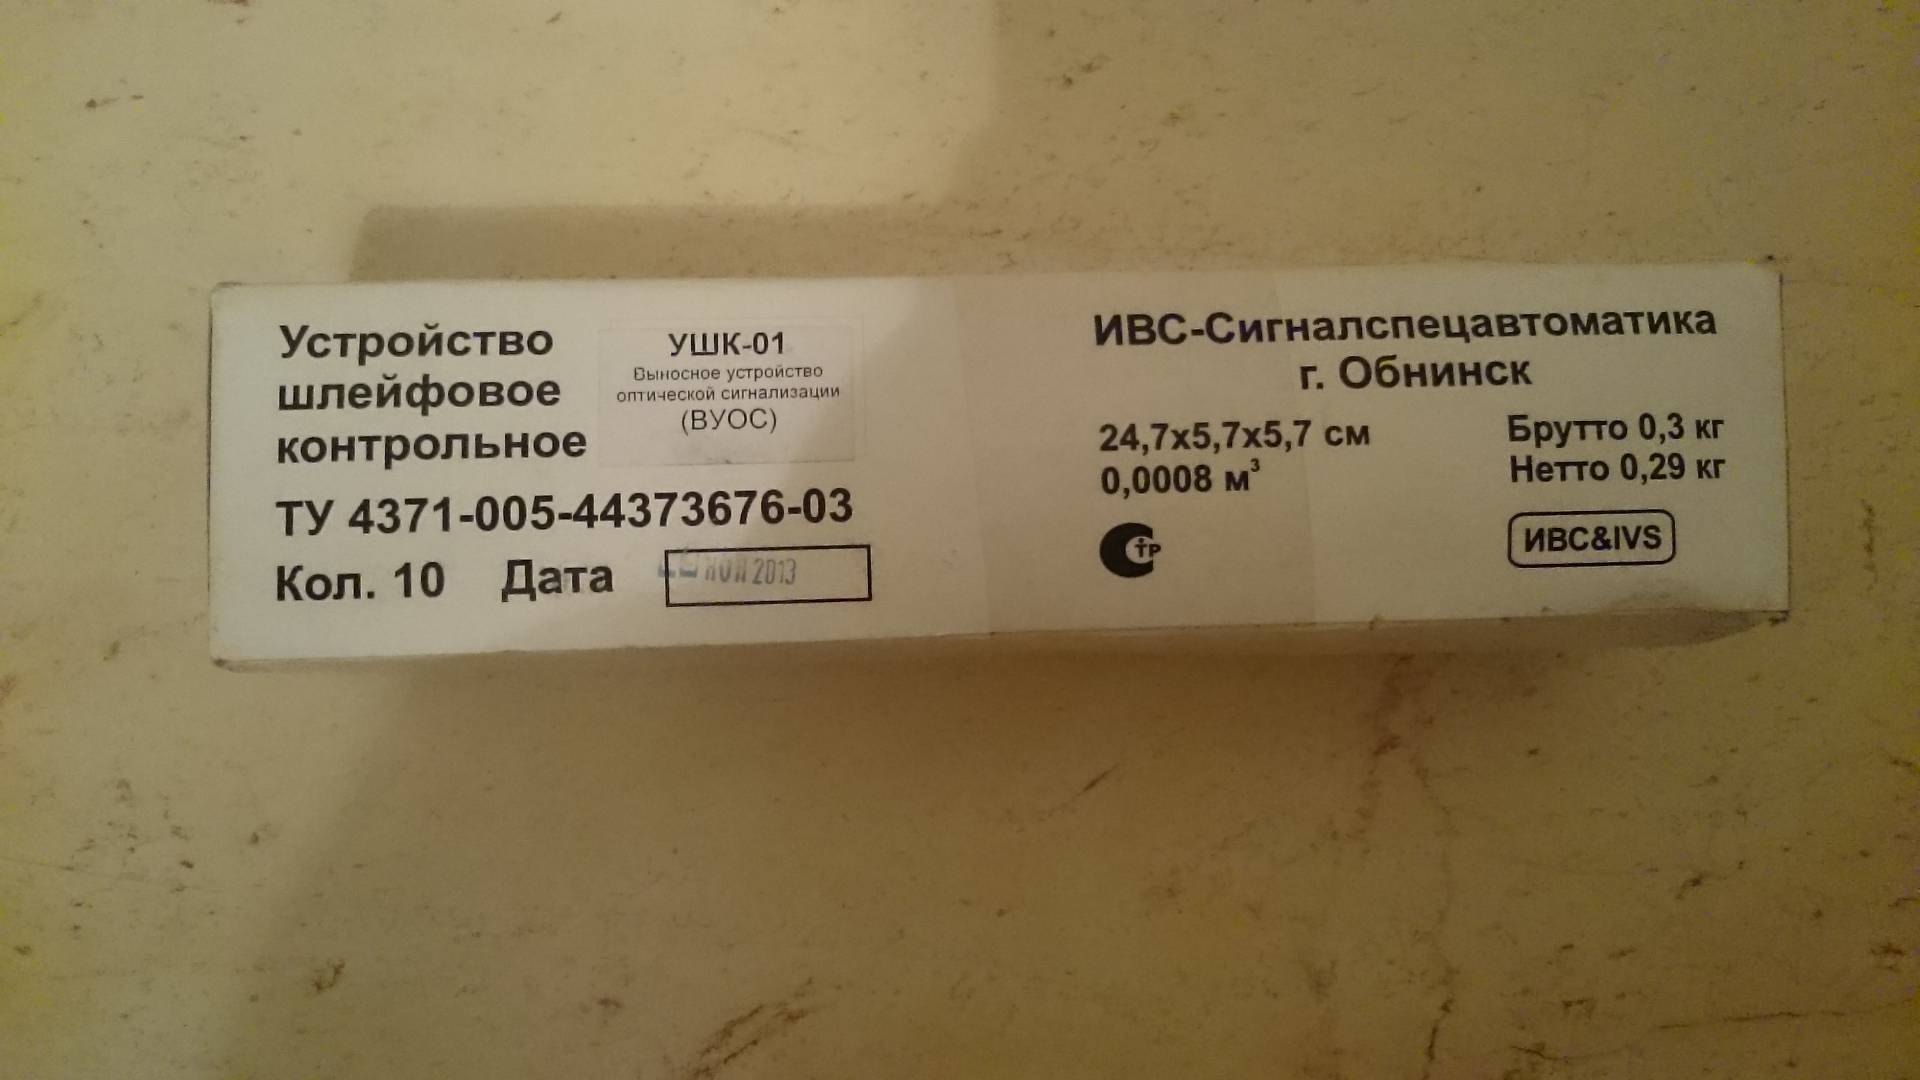 Устройство
шлейфовое
контрольное
УШК-01
Выносное устройство
оптической сигнализации
(ВУОС)
ТУ 4371-005-44373676-03
Кол. 10 Дата
2013
ИВС-Сигналспецавтоматика
г. Обнинск
24,7х5,7х5,7 см
0,0008 м³
Брутто 0,3 кг
Нетто 0,29 кг
ИВС&IVS